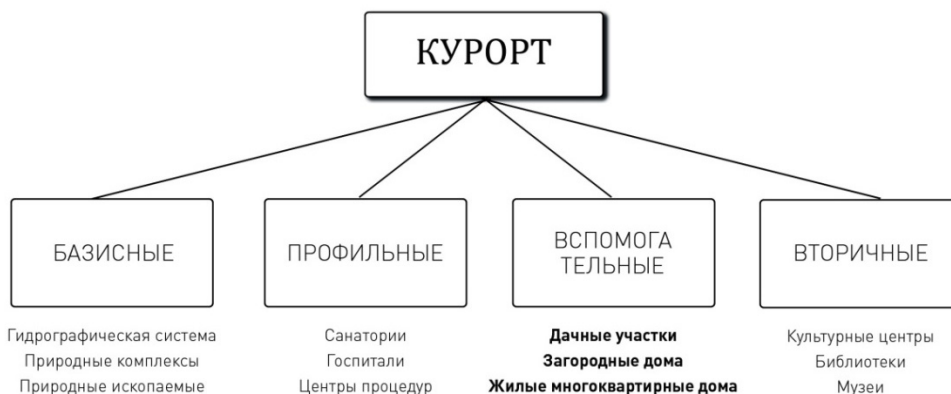 КУРОРТ
БАЗИСНЫЕ
Гидрографическая система
Природные комплексы
Природные ископаемые
ПРОФИЛЬНЫЕ
Санатории
Госпитали
Центры процедур
ВСПОМОГА
ТЕЛЬНЫЕ
Дачные участки
Загородные дома
Жилые многоквартирные дома
ВТОРИЧНЫЕ
Культурные центры
Библиотеки
Музеи